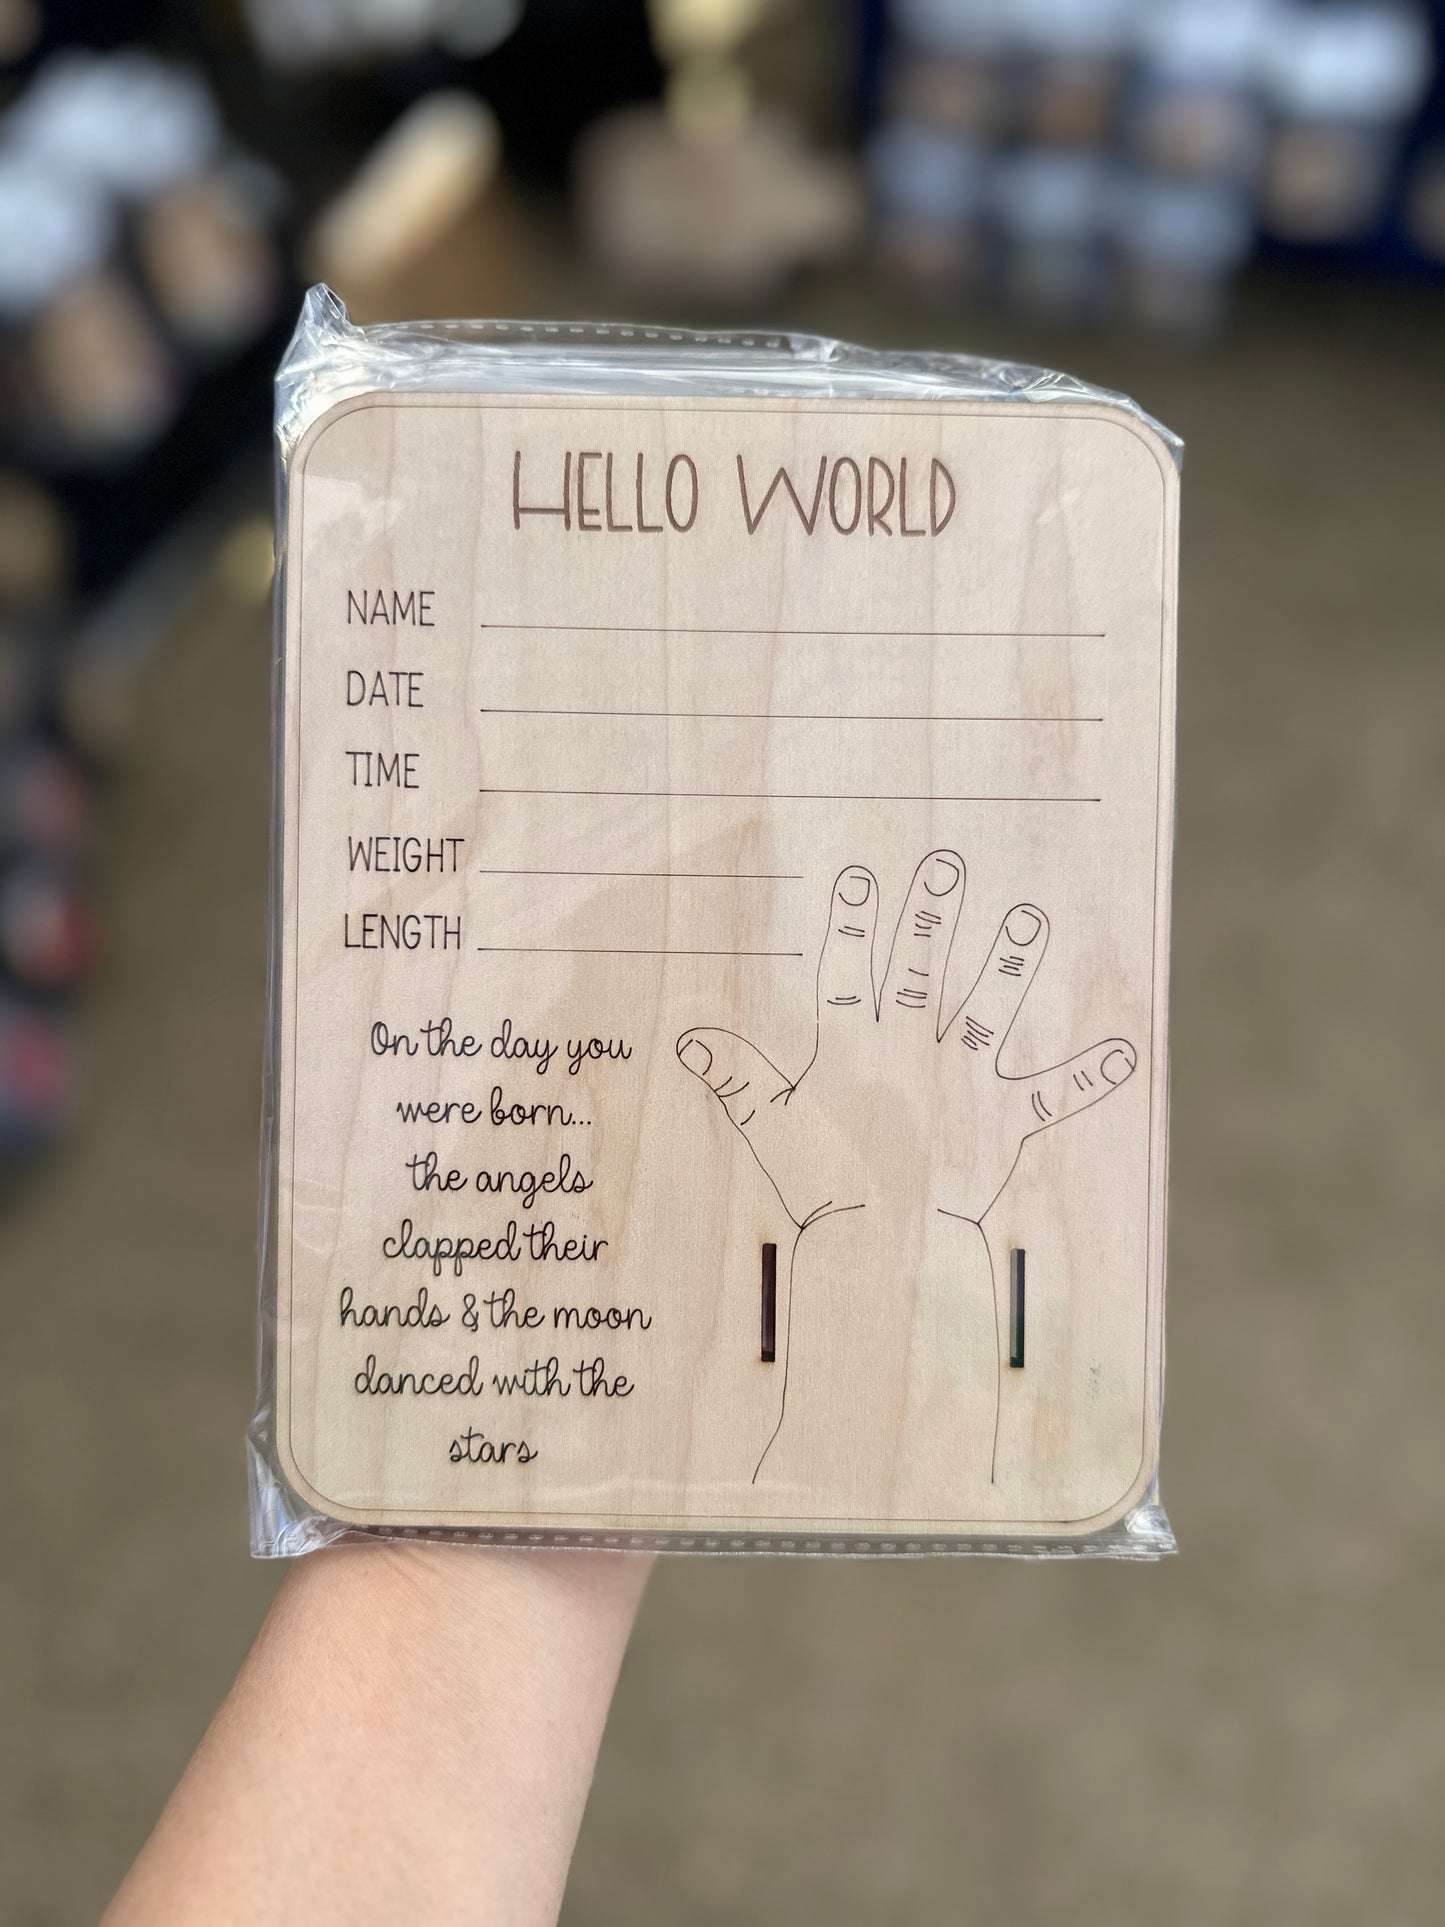 HELLO WORLD
NAME
DATE
TIME
WEIGHT
LENGTH
On the day you
were born...
the angels
clapped their
hands & the moon
danced with the
stars